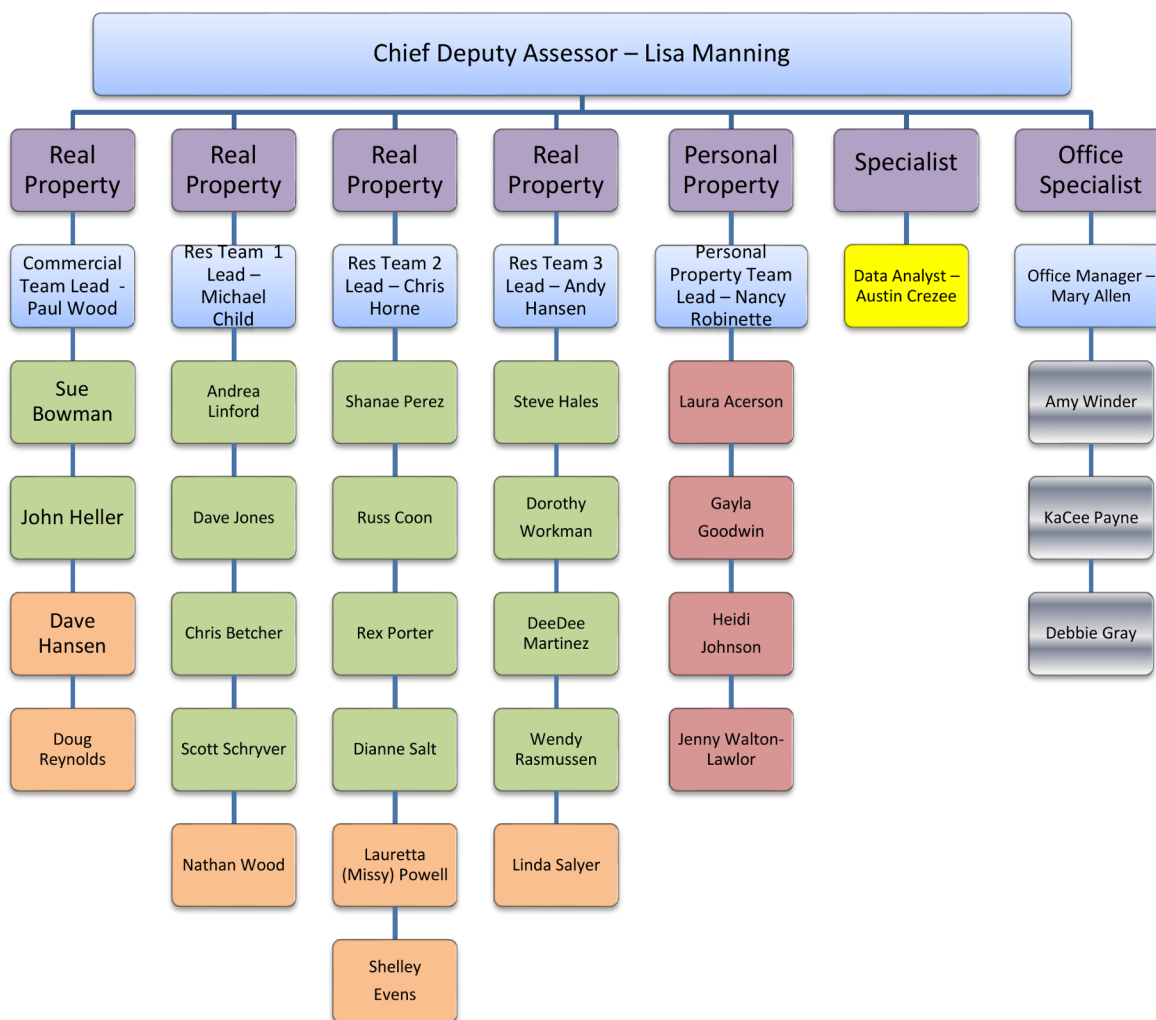 Chief Deputy Assessor – Lisa Manning
Real
Property
Real
Property
Real
Property
Real
Property
Personal
Property
Specialist
Office
Specialist
Commercial
Team Lead  -
Paul Wood
Res Team  1
Lead –
Michael
Child
Res Team 2
Lead – Chris
Horne
Res Team 3
Lead – Andy
Hansen
Personal
Property Team
Lead – Nancy
Robinette
Data Analyst –
Austin Crezee
Office Manager –
Mary Allen
Sue
Bowman
Andrea
Linford
Shanae Perez
Steve Hales
Laura Acerson
Amy Winder
John Heller
Dave Jones
Russ Coon
Dorothy
Workman
Gayla
Goodwin
KaCee Payne
Dave
Hansen
Chris Betcher
Rex Porter
DeeDee
Martinez
Heidi
Johnson
Debbie Gray
Doug
Reynolds
Scott Schryver
Dianne Salt
Wendy
Rasmussen
Jenny Walton-
Lawlor
Nathan Wood
Lauretta
(Missy) Powell
Linda Salyer
Shelley
Evens